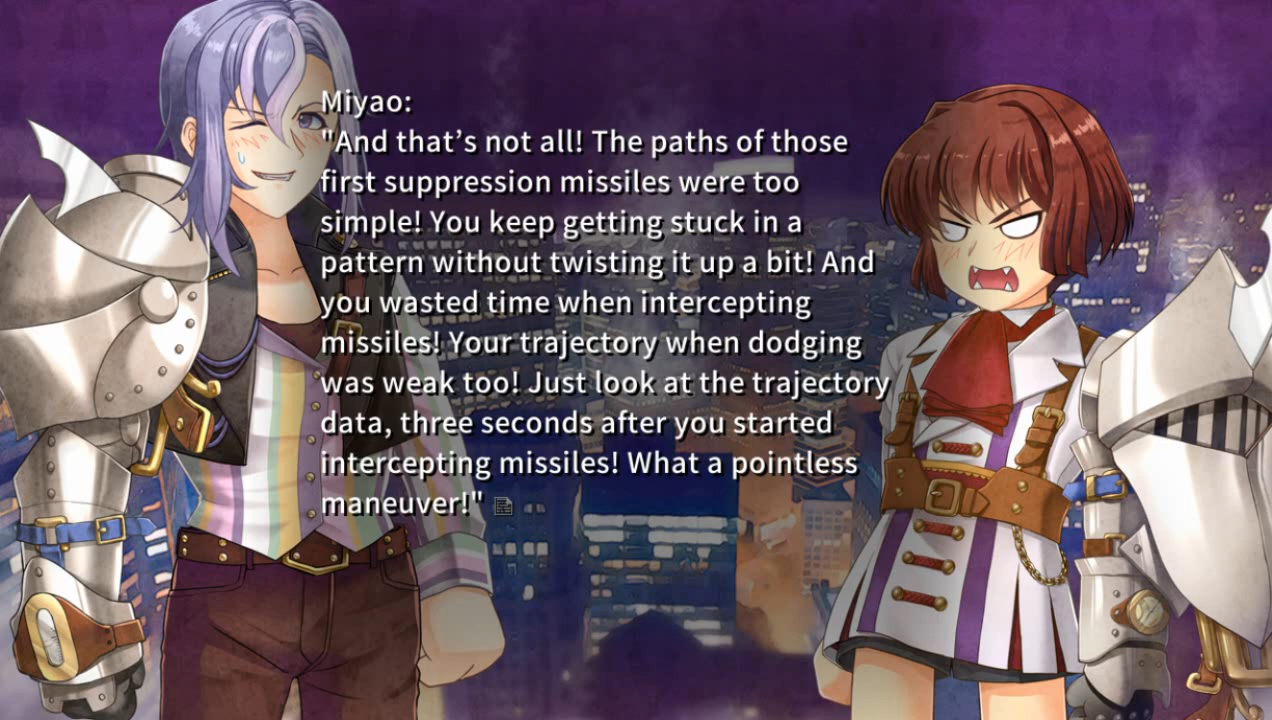 Miyao:
"And that’s not all! The paths of those
first suppression missiles were too
simple! You keep getting stuck in a
pattern without twisting it up a bit! And
you wasted time when intercepting
missiles! Your trajectory when dodging
was weak too! Just look at the trajectory
data, three seconds after you started
intercepting missiles! What a pointless
maneuver!"